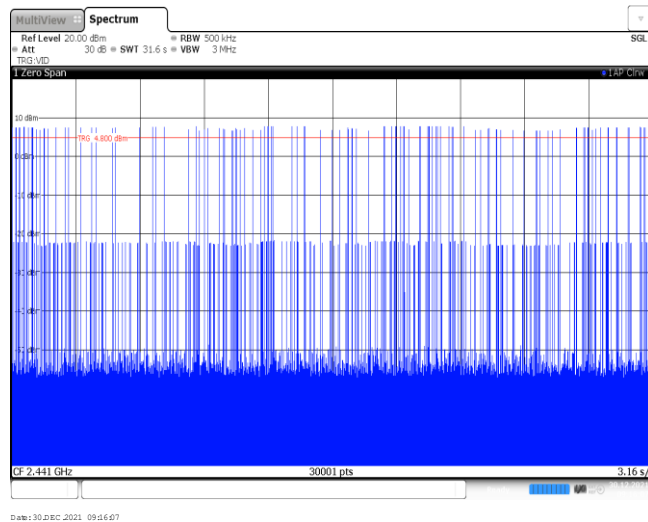 MultiView Spectrum
Ref Level 20.00 dBm RBW 500 kHz SGL
Att 30 dB SWT 31.6 s VBW 3 MHz
TRG:VID
1 Zero Span 1AP Clrw
10 dBm
TRG 4.800 dBm
0 dBm
CF 2.441 GHz 30001 pts 3.16 s/
Date: 30.DEC.2021 09:16:07